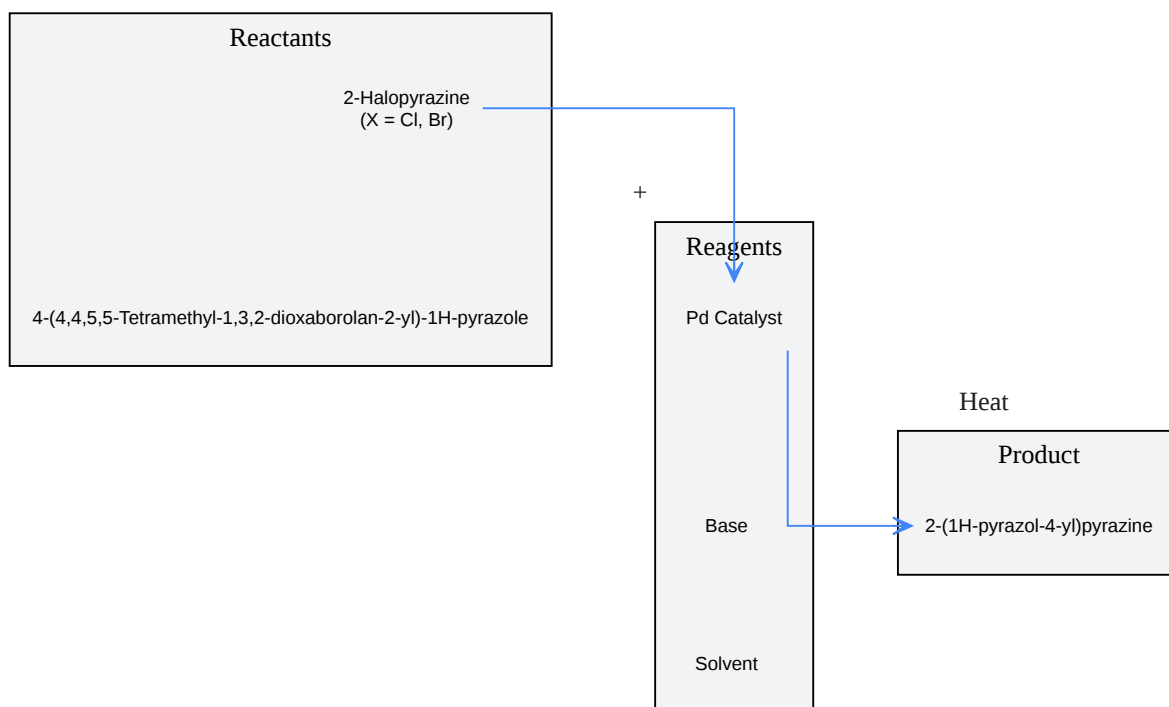 Reactants
2-Halopyrazine
(X = Cl, Br)
4-(4,4,5,5-Tetramethyl-1,3,2-dioxaborolan-2-yl)-1H-pyrazole
+
Reagents
Pd Catalyst
Base
Solvent
Heat
Product
2-(1H-pyrazol-4-yl)pyrazine